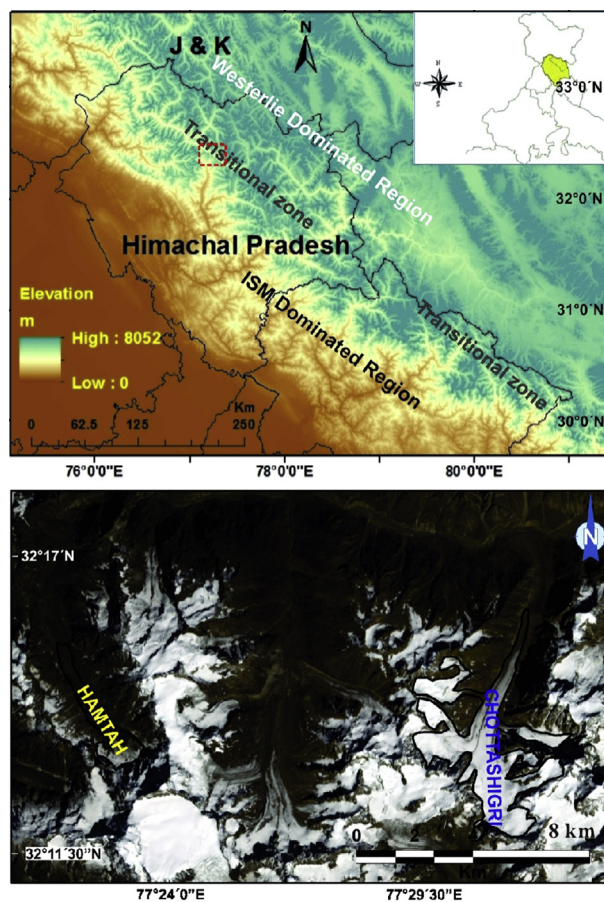 J & K
N
N
W
E
S
33°0´N
Westerlie Dominated Region
Transitional zone
32°0´N
Himachal Pradesh
ISM Dominated Region
Elevation
m
High : 8052
Low : 0
31°0´N
Transitional zone
Km
0 62.5 125 250
30°0´N
76°0'0"E 78°0'0"E 80°0'0"E
N
32°17´N
HAMTAH
CHOTTASHIGRI
0 2 4 8 km
Km
32°11´30"N
77°24´0"E 77°29´30"E